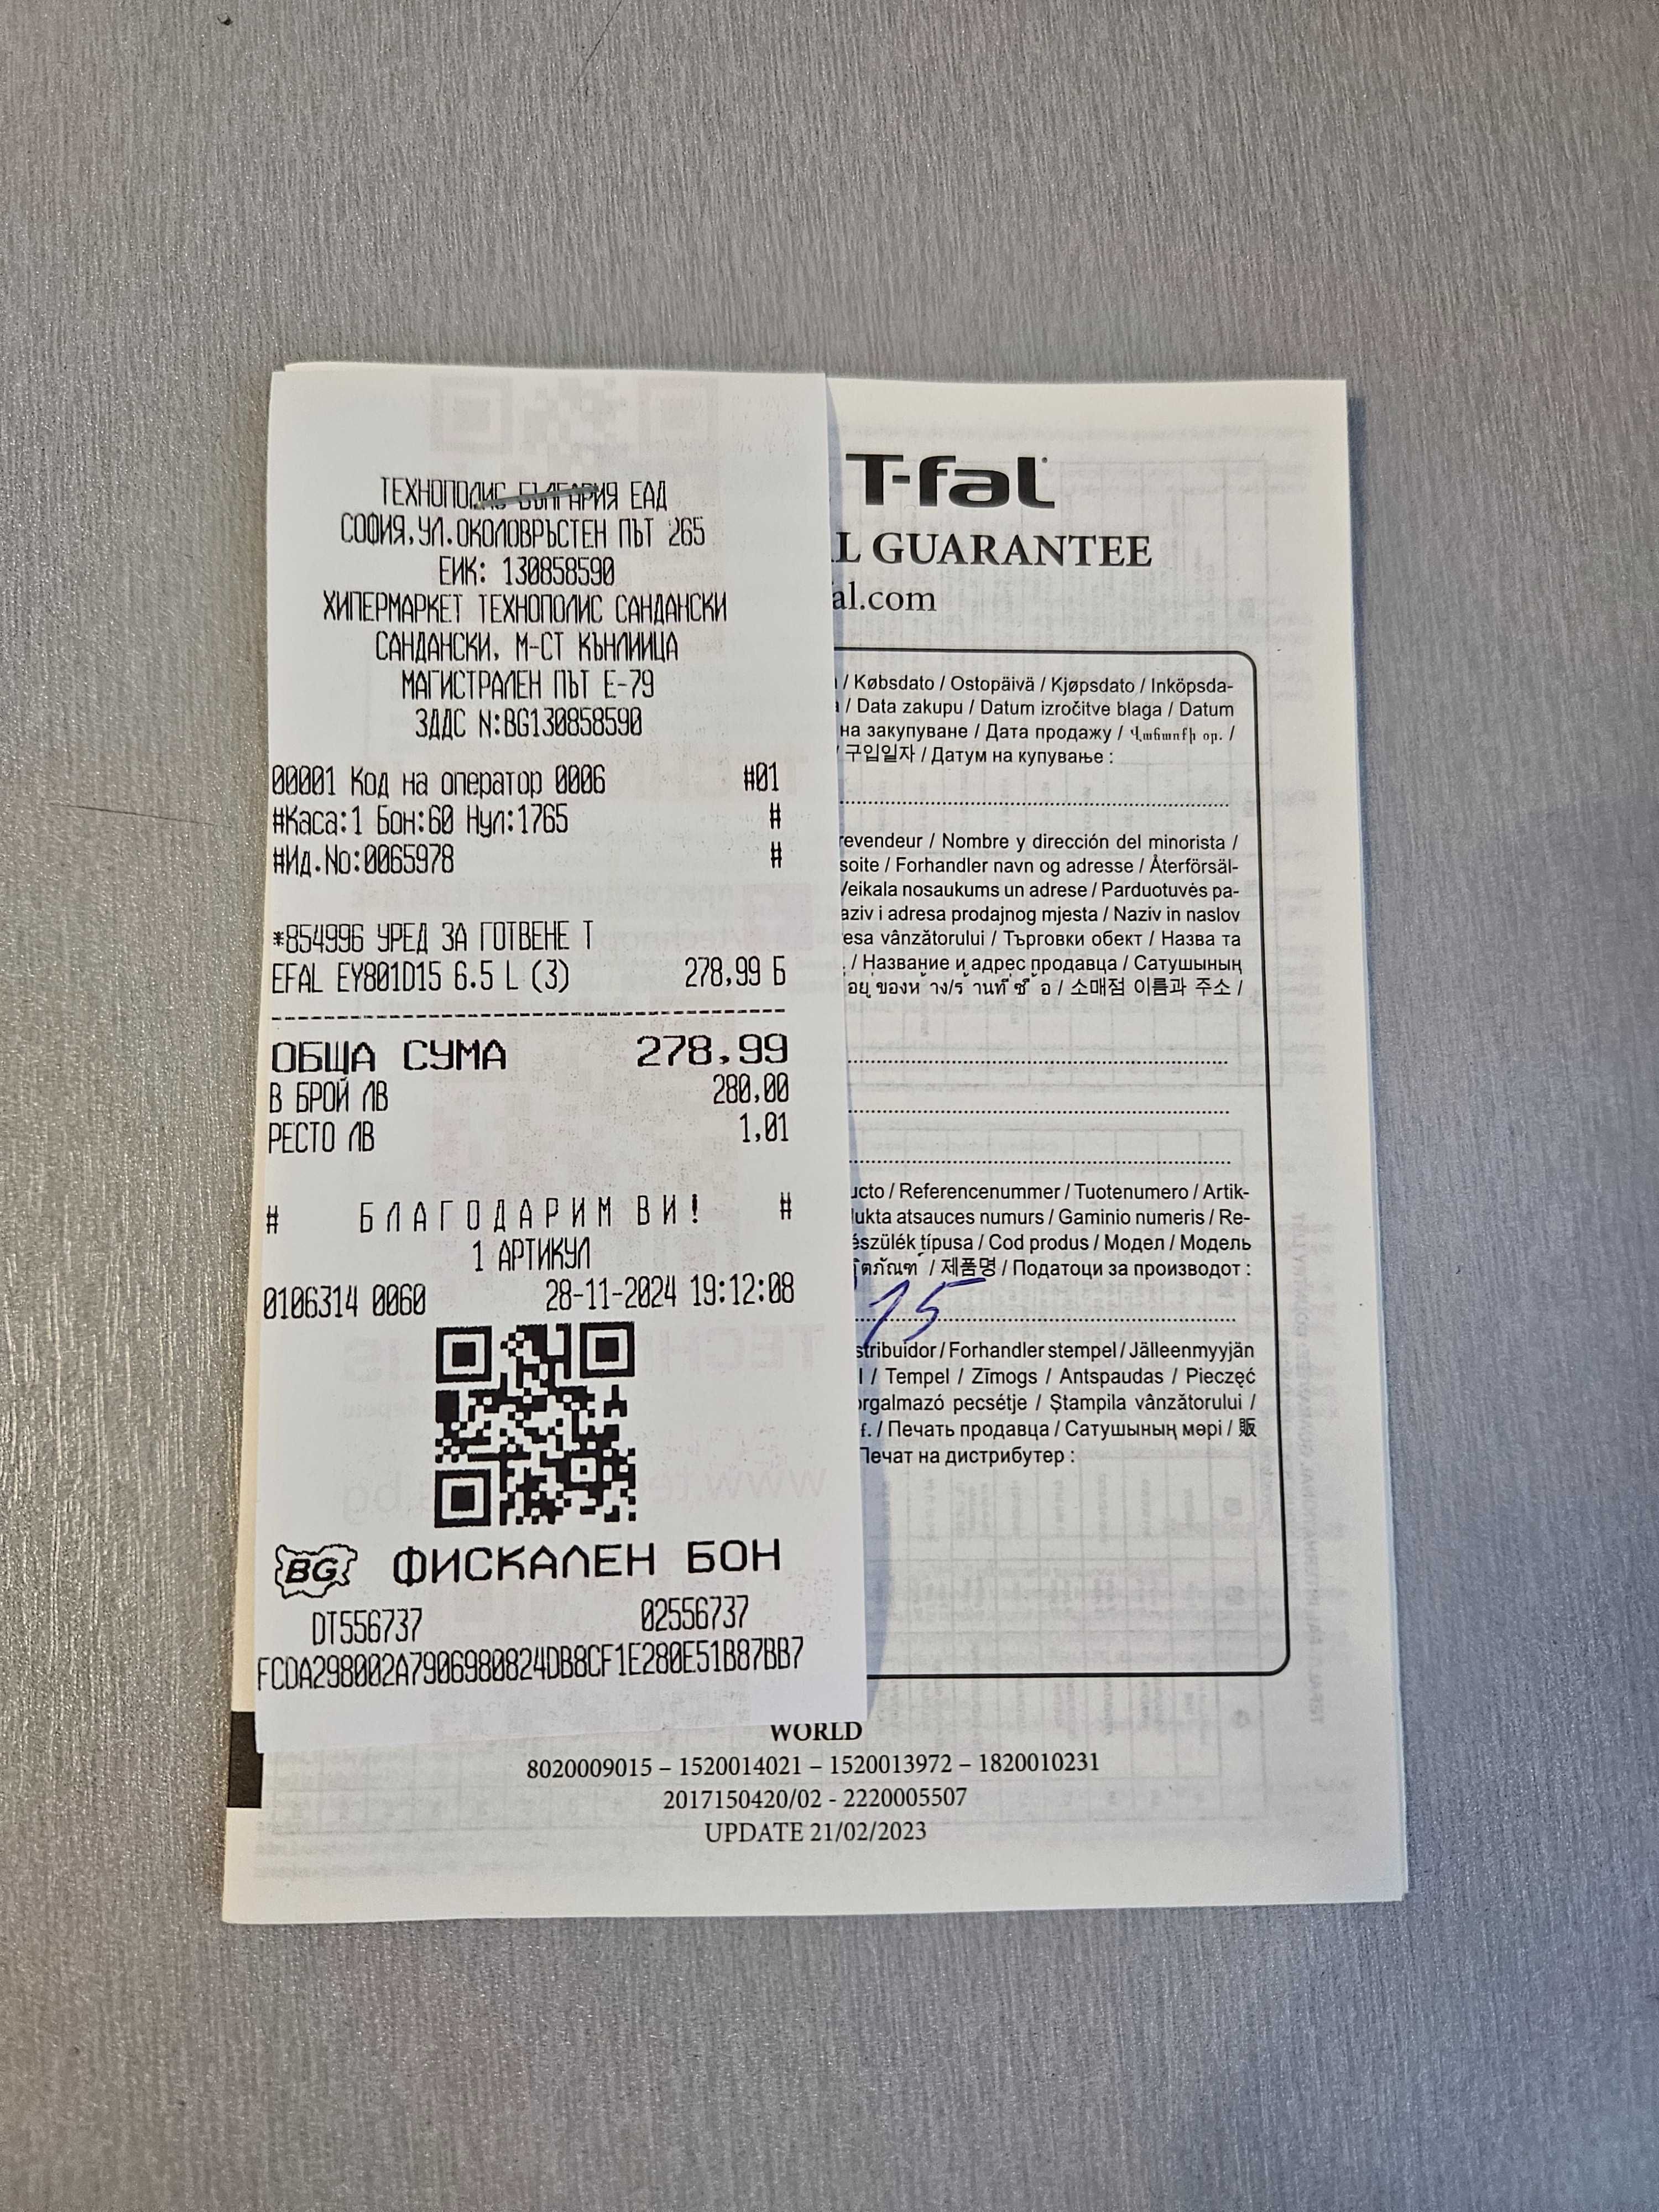 ТЕХНОПОЛИС БЪЛГАРИЯ ЕАД
СОФИЯ,УЛ.ОКОЛОВРЪСТЕН ПЪТ 265
ЕИК: 130858590
ХИПЕРМАРКЕТ ТЕХНОПОЛИС САНДАНСКИ
САНДАНСКИ, М-СТ КЪНЛИИЦА
МАГИСТРАЛЕН ПЪТ Е-79
ЗДДС N:BG130858590
00001 Код на оператор 0006 #01
#Каса:1 Бон:60 Нул:1765 #
#Ид.No:0065978 #
*854996 УРЕД ЗА ГОТВЕНЕ T
EFAL EY801D15 6.5 L (3) 278,99 Б
ОБЩА СУМА 278,99
В БРОЙ ЛВ 280,00
РЕСТО ЛВ 1,01
# БЛАГОДАРИМ ВИ! #
1 АРТИКУЛ
0106314 0060 28-11-2024 19:12:08
BG ФИСКАЛЕН БОН
DT556737 02556737
FCDA298002A7906980824DB8CF1E280E51B87BB7
T-fal
L GUARANTEE
al.com
/ Købsdato / Ostopäivä / Kjøpsdato / Inköpsda-
/ Data zakupu / Datum izročitve blaga / Datum
на закупуване / Дата продажу / Վաճառքի օր. /
/ 구입일자 / Датум на купување :
revendeur / Nombre y dirección del minorista /
soite / Forhandler navn og adresse / Återförsäl-
Veikala nosaukums un adrese / Parduotuvės pa-
aziv i adresa prodajnog mjesta / Naziv in naslov
esa vânzătorului / Търговки обект / Назва та
/ Название и адрес продавца / Сатушының
/ 소매점 이름과 주소 /
ucto / Referencenummer / Tuotenumero / Artik-
ukta atsauces numurs / Gaminio numeris / Re-
észülék típusa / Cod produs / Модел / Модель
/ 制品名 / Податоци за производот :
15
stribuidor / Forhandler stempel / Jälleenmyyjän
l / Tempel / Zīmogs / Antspaudas / Pieczęć
orgalmazó pecsétje / Ştampila vânzătorului /
f. / Печать продавца / Сатушының мөрі / 販
Печат на дистрибутер :
WORLD
8020009015 – 1520014021 – 1520013972 – 1820010231
2017150420/02 - 2220005507
UPDATE 21/02/2023